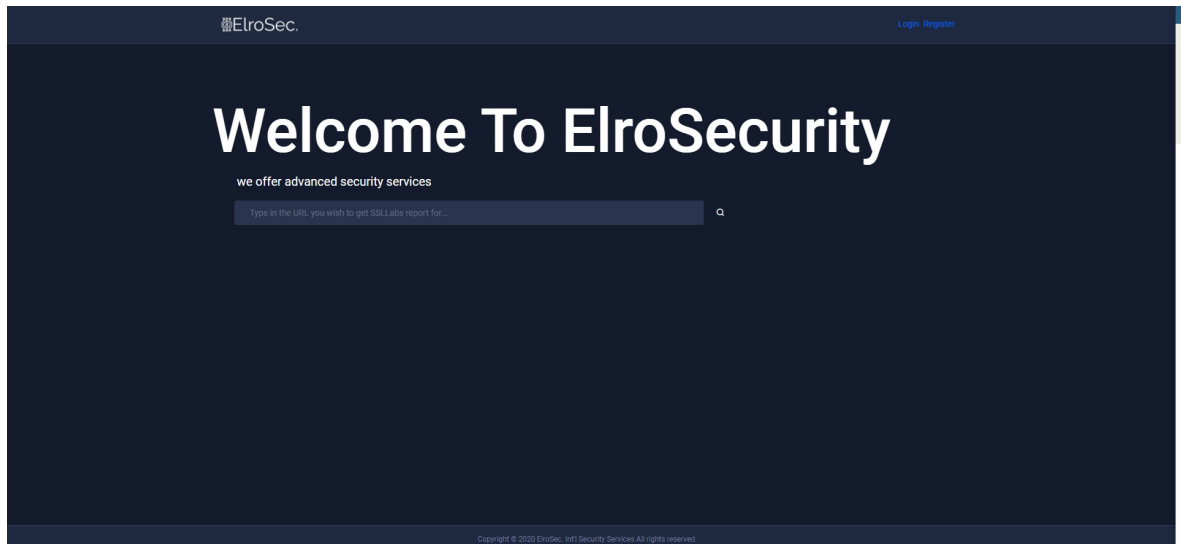 ElroSec.
Login Register
Welcome To ElroSecurity
we offer advanced security services
Type in the URL you wish to get SSLLabs report for...
Copyright © 2020 ElroSec. Int'l Security Services All rights reserved.